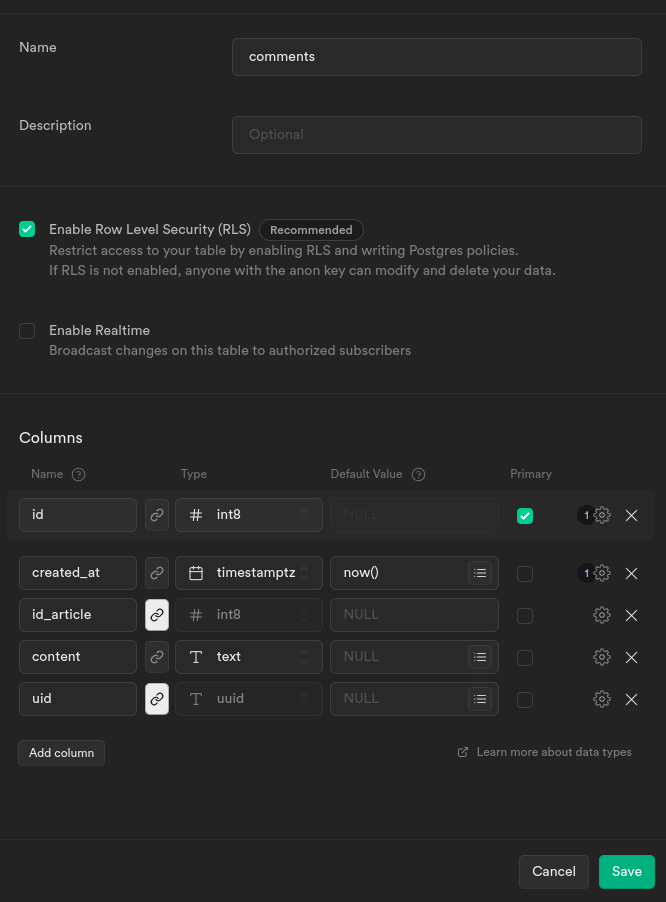 Name
comments
Description
Optional
Enable Row Level Security (RLS) Recommended
Restrict access to your table by enabling RLS and writing Postgres policies.
If RLS is not enabled, anyone with the anon key can modify and delete your data.
Enable Realtime
Broadcast changes on this table to authorized subscribers
Columns
Name ? Type Default Value ? Primary
id # int8 NULL 1
created_at timestamptz now() 1
id_article # int8 NULL
content T text NULL
uid T uuid NULL
Add column Learn more about data types
Cancel Save